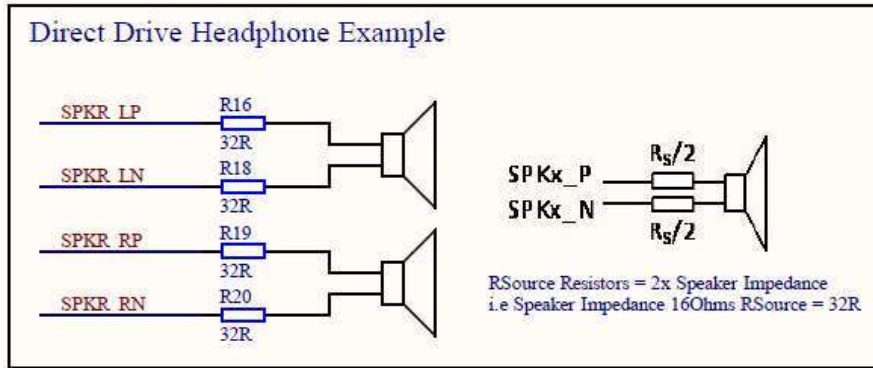 Direct Drive Headphone Example
SPKR LP
R16
32R
SPKR LN
R18
32R
SPKR RP
R19
32R
SPKR RN
R20
32R
SPKx_P
RS/2
SPKx_N
RS/2
RSource Resistors = 2x Speaker Impedance
i.e Speaker Impedance 16Ohms RSource = 32R